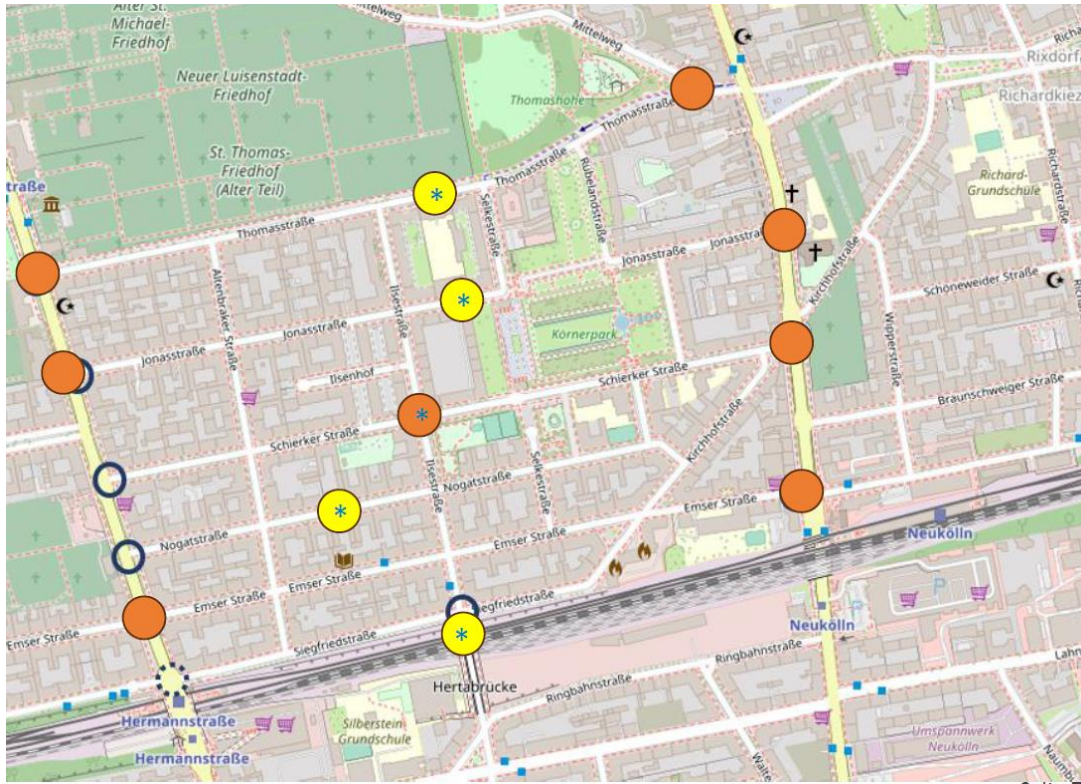 Alter St.
Michael-
Friedhof
Mittelweg
Neuer Luisenstadt-
Friedhof
Thomashöhe
Thomasstraße
Rixdorf
Richardkiez
St. Thomas-
Friedhof
(Alter Teil)
Thomasstraße
Richard-
Grundschule
Richardstraße
straße
Selkestraße
Rübelandstraße
Thomasstraße
Jonasstraße
Jonasstraße
Kirchhofstraße
Schöneweider Straße
Altenbraker Straße
Ilsestraße
Körnerpark
Wipperstraße
Ilsenhof
Schierker Straße
Braunschweiger Straße
Schierker Straße
Kirchhofstraße
Ilsestraße
Nogatstraße
Selkestraße
Emser Straße
Nogatstraße
Emser Straße
Neukölln
Emser Straße
Emser Straße
Siegfriedstraße
Siegfriedstraße
Neukölln
Ringbahnstraße
Hertabrücke
Ringbahnstraße
Hermannstraße
Silberstein-
Grundschule
Umspannwerk
Neukölln
Hermannstraße